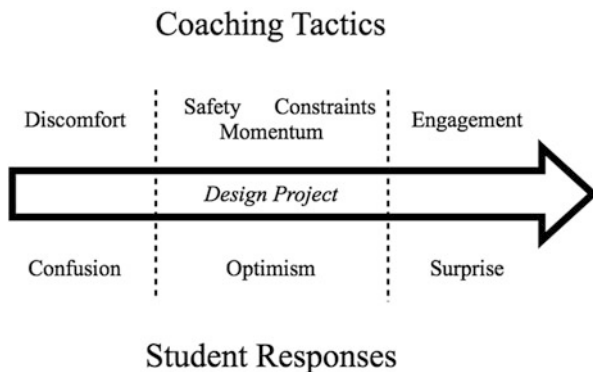 Coaching Tactics
Safety Constraints
Discomfort Momentum Engagement
Design Project
Confusion Optimism Surprise
Student Responses